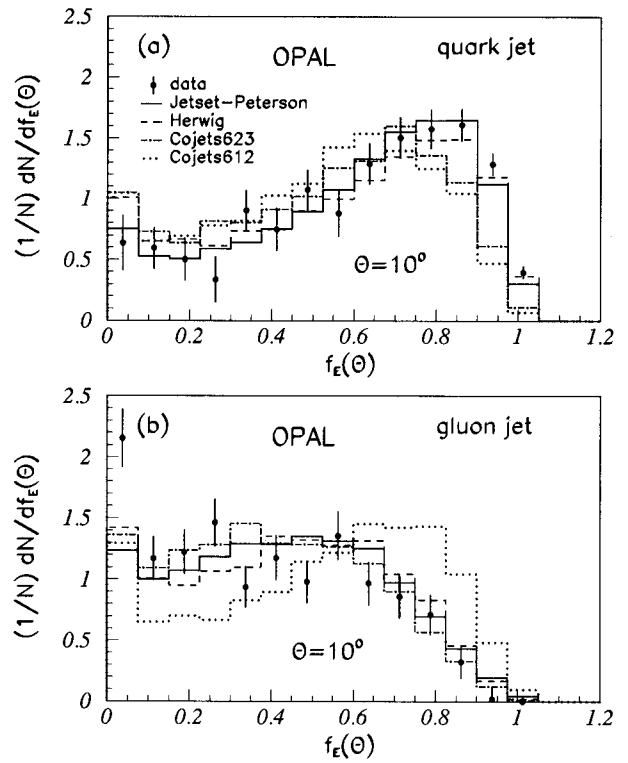 2.5
2
1.5
1
0.5
0
(a)
OPAL
quark jet
data
Jetset-Peterson
Herwig
Cojets623
Cojets612
Θ=10°
0 0.2 0.4 0.6 0.8 1 1.2
f_E(Θ)
(1/N) dN/df_E(Θ)
2.5
2
1.5
1
0.5
0
(b)
OPAL
gluon jet
Θ=10°
0 0.2 0.4 0.6 0.8 1 1.2
f_E(Θ)
(1/N) dN/df_E(Θ)